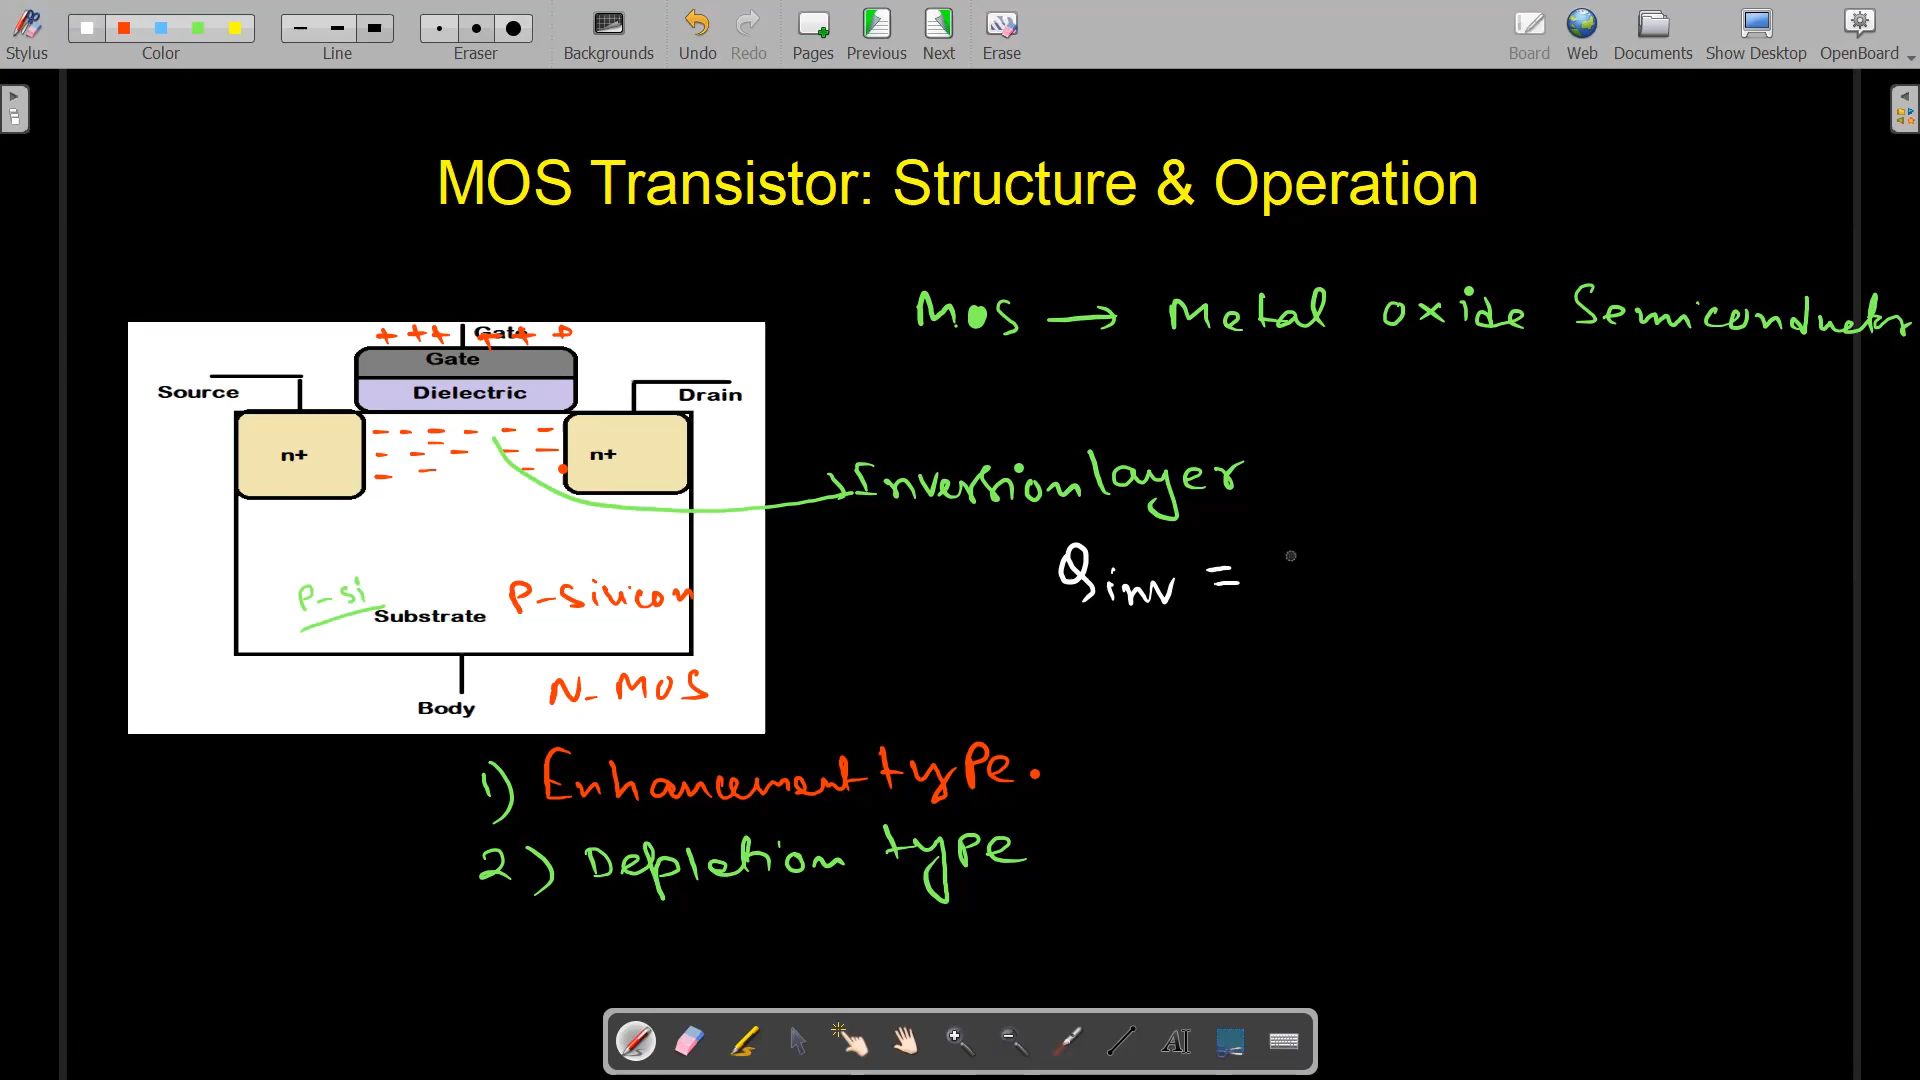 Stylus Color Line Eraser Backgrounds Undo Redo Pages Previous Next Erase Board Web Documents Show Desktop OpenBoard
MOS Transistor: Structure & Operation
MOS → Metal oxide Semiconductor
+ + + Gate + + +
Gate
Source Dielectric Drain
n+ n+
Inversion layer
Qinv =
P-si Substrate P-silicon
N-MOS
Body
1) Enhancement type.
2) Depletion type
AI